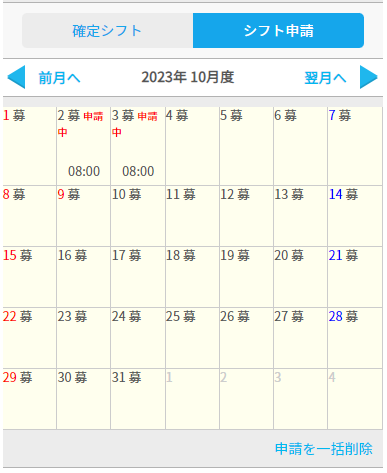 確定シフト シフト申請
前月へ 2023年 10月度 翌月へ
1 募 2 募 申請中 3 募 申請中 4 募 5 募 6 募 7 募
08:00 08:00
8 募 9 募 10 募 11 募 12 募 13 募 14 募
15 募 16 募 17 募 18 募 19 募 20 募 21 募
22 募 23 募 24 募 25 募 26 募 27 募 28 募
29 募 30 募 31 募 1 2 3 4
申請を一括削除